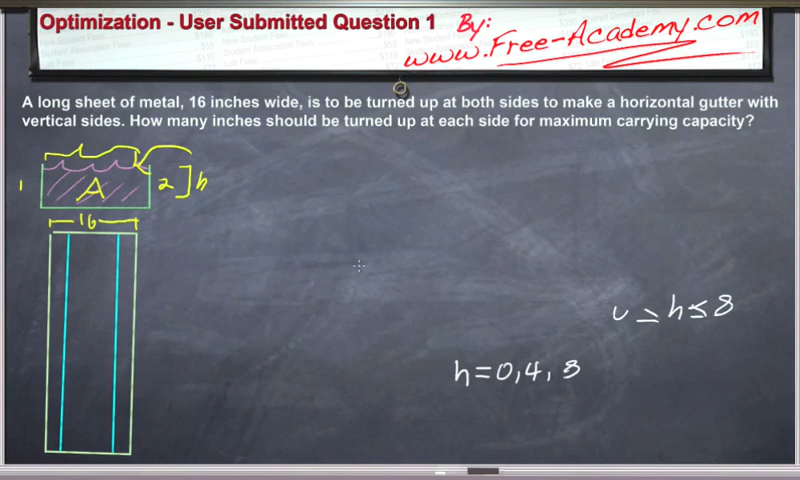 Optimization - User Submitted Question 1
By:
www.Free-Academy.com
A long sheet of metal, 16 inches wide, is to be turned up at both sides to make a horizontal gutter with
vertical sides. How many inches should be turned up at each side for maximum carrying capacity?
1 A 2 ] h
16
0 ≤ h ≤ 8
h=0,4, 8